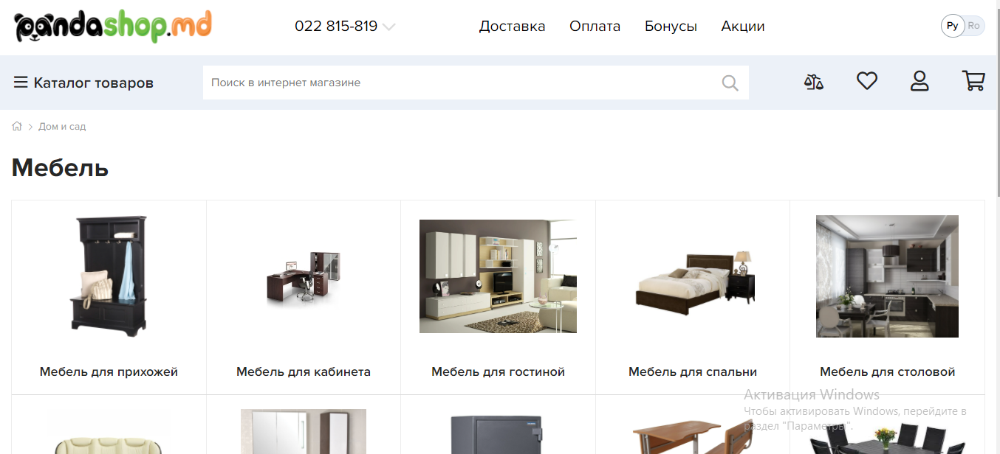 pandashop.md
022 815-819
Доставка Оплата Бонусы Акции
Ру Ro
Каталог товаров
Поиск в интернет магазине
Дом и сад
Мебель
Мебель для прихожей
Мебель для кабинета
Мебель для гостиной
Мебель для спальни
Мебель для столовой
Активация Windows
Чтобы активировать Windows, перейдите в
раздел "Параметры".